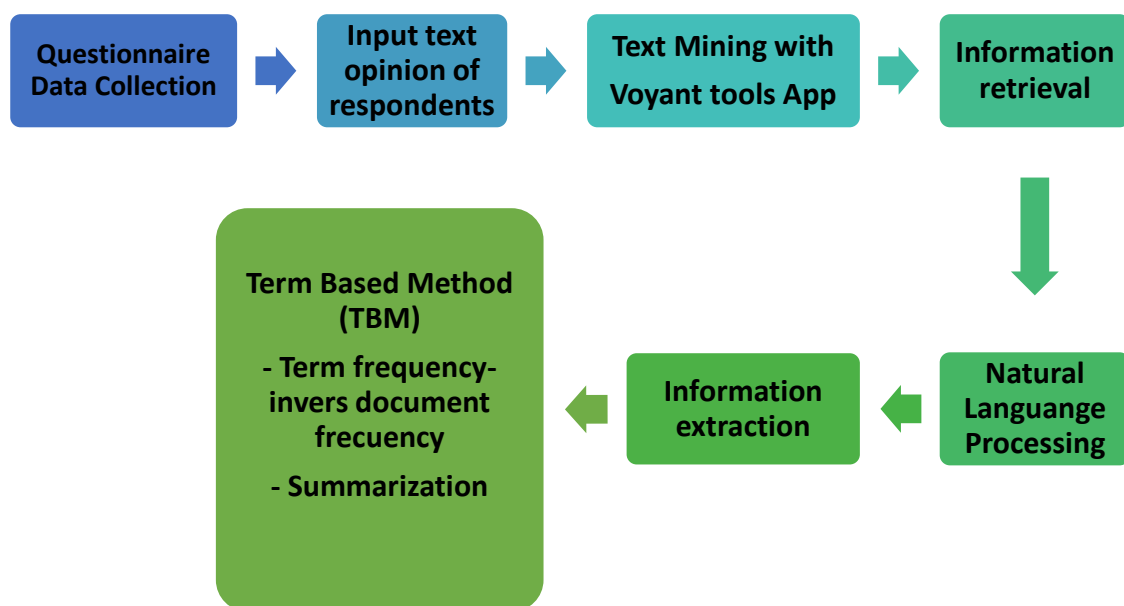 Questionnaire
Data Collection
Input text
opinion of
respondents
Text Mining with
Voyant tools App
Information
retrieval
Natural
Languange
Processing
Information
extraction
Term Based Method
(TBM)
- Term frequency-
invers document
frecuency
- Summarization